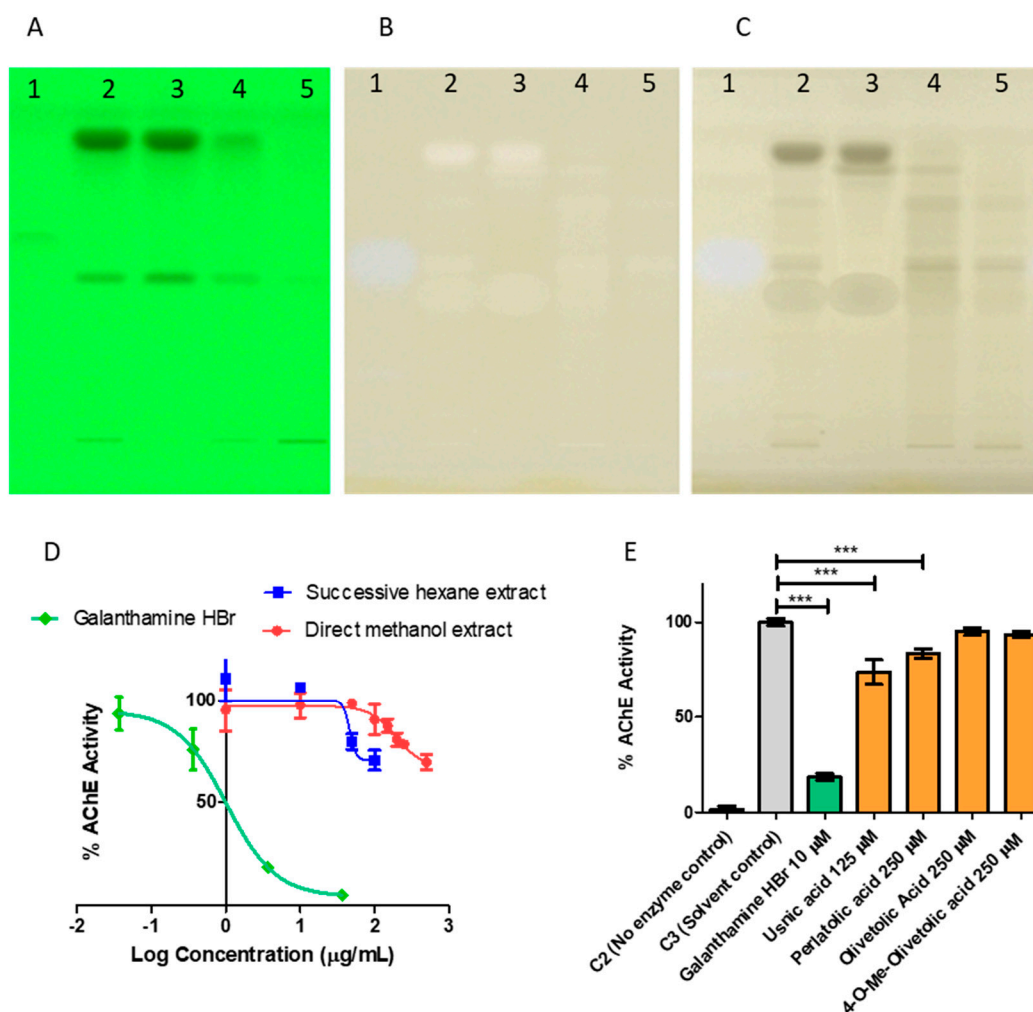 A
B
C
1 2 3 4 5
1 2 3 4 5
1 2 3 4 5
D
Galanthamine HBr
Successive hexane extract
Direct methanol extract
% AChE Activity
100
50
-2 -1 0 1 2 3
Log Concentration (µg/mL)
E
***
***
***
% AChE Activity
100
50
0
C2 (No enzyme control)
C3 (Solvent control)
Galanthamine HBr 10 µM
Usnic acid 125 µM
Perlatolic acid 250 µM
Olivetolic Acid 250 µM
4-O-Me-Olivetolic acid 250 µM